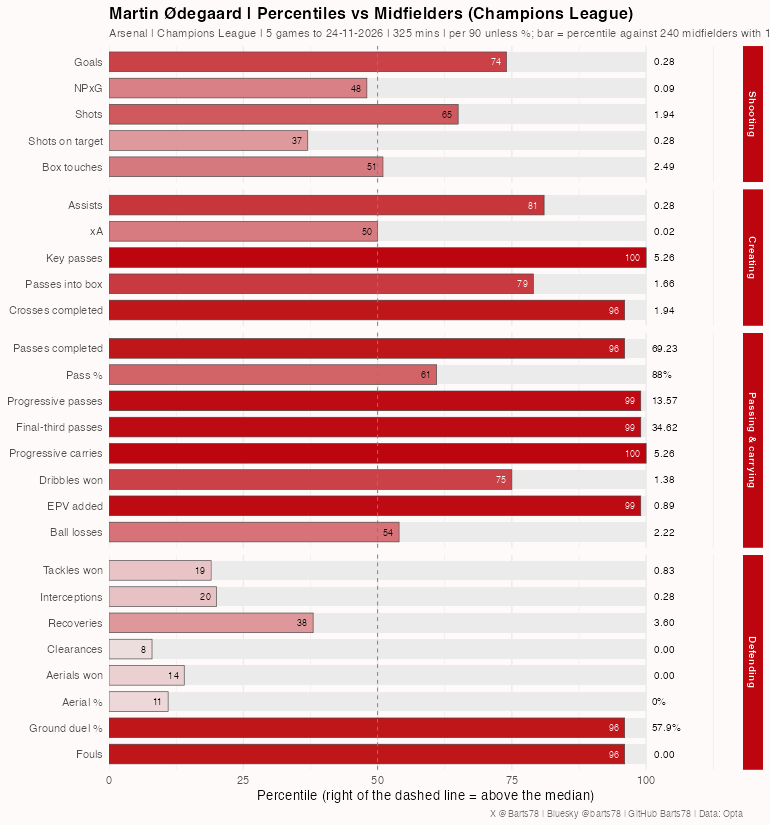 Martin Ødegaard | Percentiles vs Midfielders (Champions League)
Arsenal | Champions League | 5 games to 24-11-2026 | 325 mins | per 90 unless %; bar = percentile against 240 midfielders with 1
Goals 74 0.28
NPxG 48 0.09
Shots 65 1.94
Shots on target 37 0.28
Box touches 51 2.49
Shooting
Assists 81 0.28
xA 50 0.02
Key passes 100 5.26
Passes into box 79 1.66
Crosses completed 96 1.94
Creating
Passes completed 96 69.23
Pass % 61 88%
Progressive passes 99 13.57
Final-third passes 99 34.62
Progressive carries 100 5.26
Dribbles won 75 1.38
EPV added 99 0.89
Ball losses 54 2.22
Passing & carrying
Tackles won 19 0.83
Interceptions 20 0.28
Recoveries 38 3.60
Clearances 8 0.00
Aerials won 14 0.00
Aerial % 11 0%
Ground duel % 96 57.9%
Fouls 96 0.00
Defending
0 25 50 75 100
Percentile (right of the dashed line = above the median)
X @Barts78 | Bluesky @barts78 | GitHub Barts78 | Data: Opta